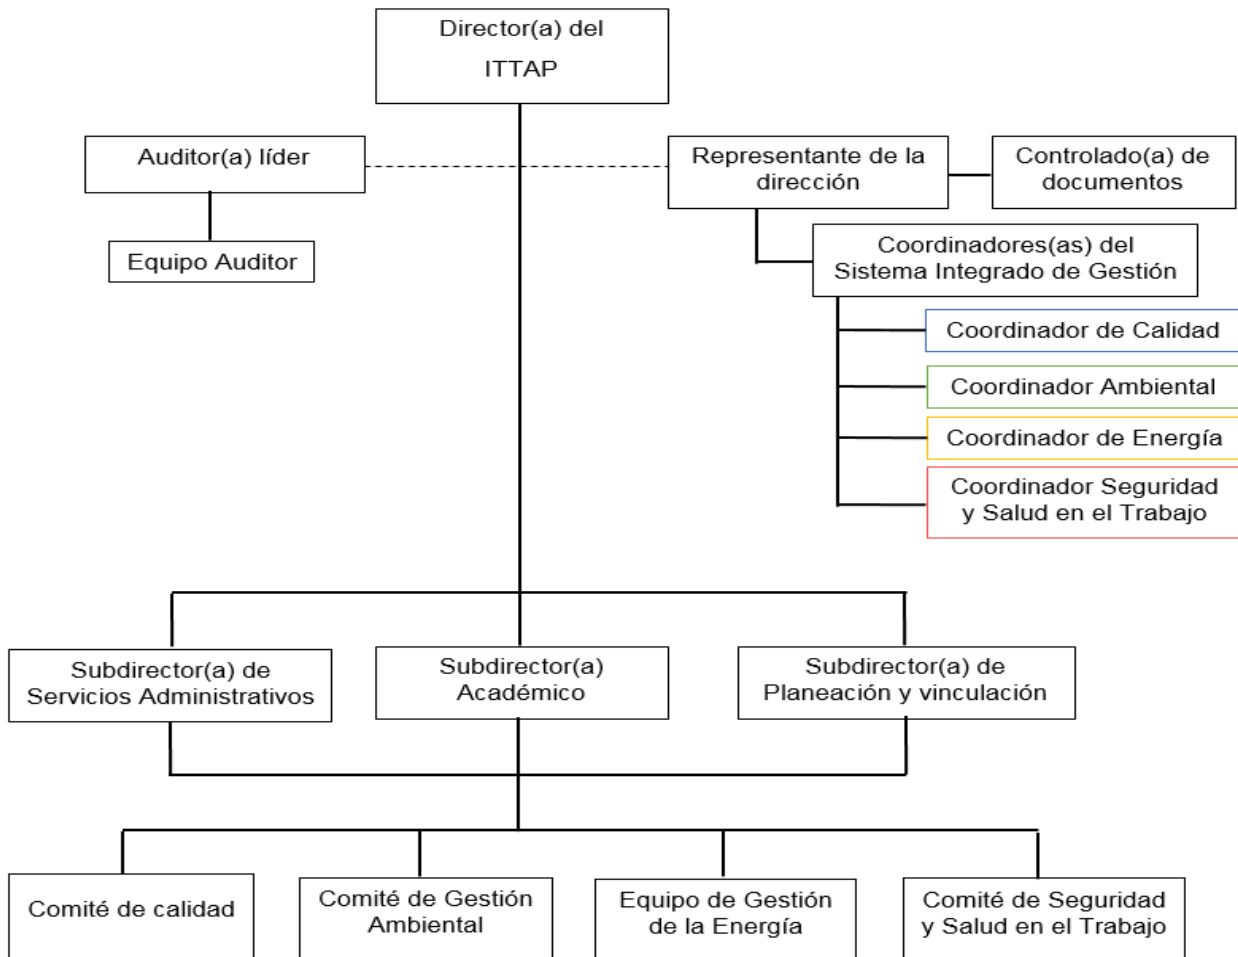 Director(a) del
ITTAP
Auditor(a) líder
Representante de la
dirección
Controlado(a) de
documentos
Equipo Auditor
Coordinadores(as) del
Sistema Integrado de Gestión
Coordinador de Calidad
Coordinador Ambiental
Coordinador de Energía
Coordinador Seguridad
y Salud en el Trabajo
Subdirector(a) de
Servicios Administrativos
Subdirector(a)
Académico
Subdirector(a) de
Planeación y vinculación
Comité de calidad
Comité de Gestión
Ambiental
Equipo de Gestión
de la Energía
Comité de Seguridad
y Salud en el Trabajo